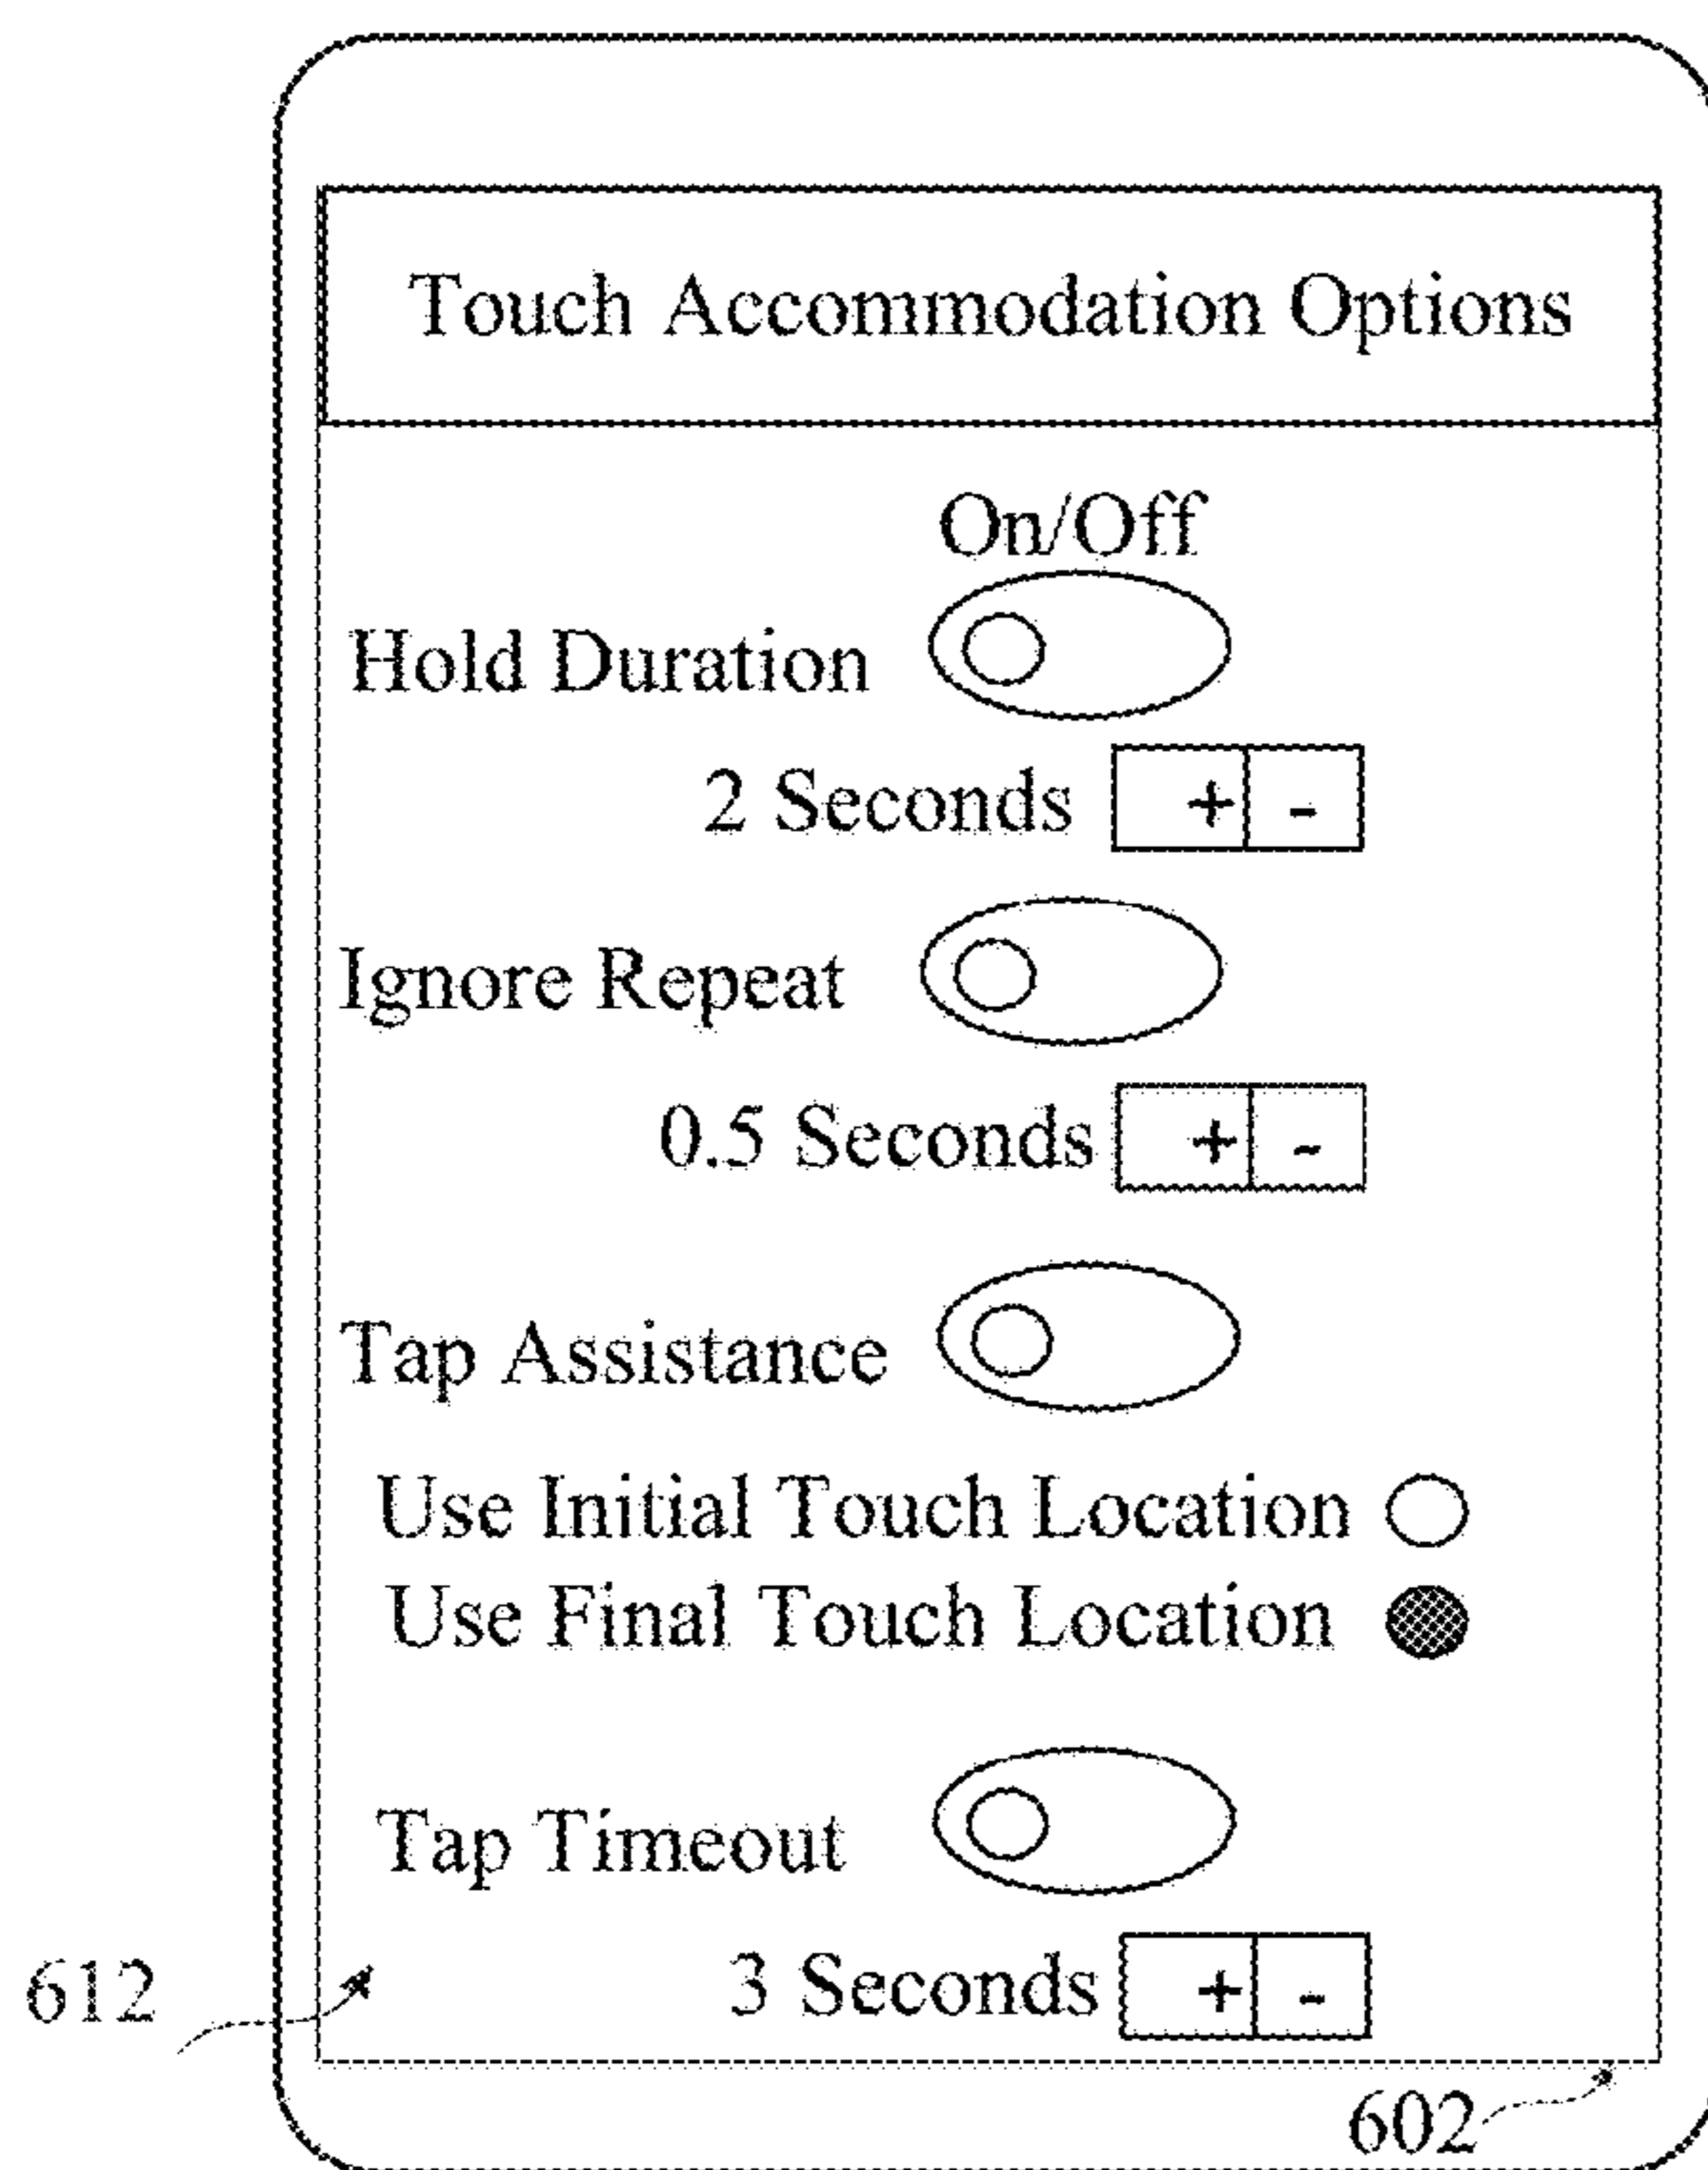 Touch Accommodation Options
On/Off
Hold Duration
2 Seconds + -
Ignore Repeat
0.5 Seconds + -
Tap Assistance
Use Initial Touch Location
Use Final Touch Location
Tap Timeout
3 Seconds + -
612
602